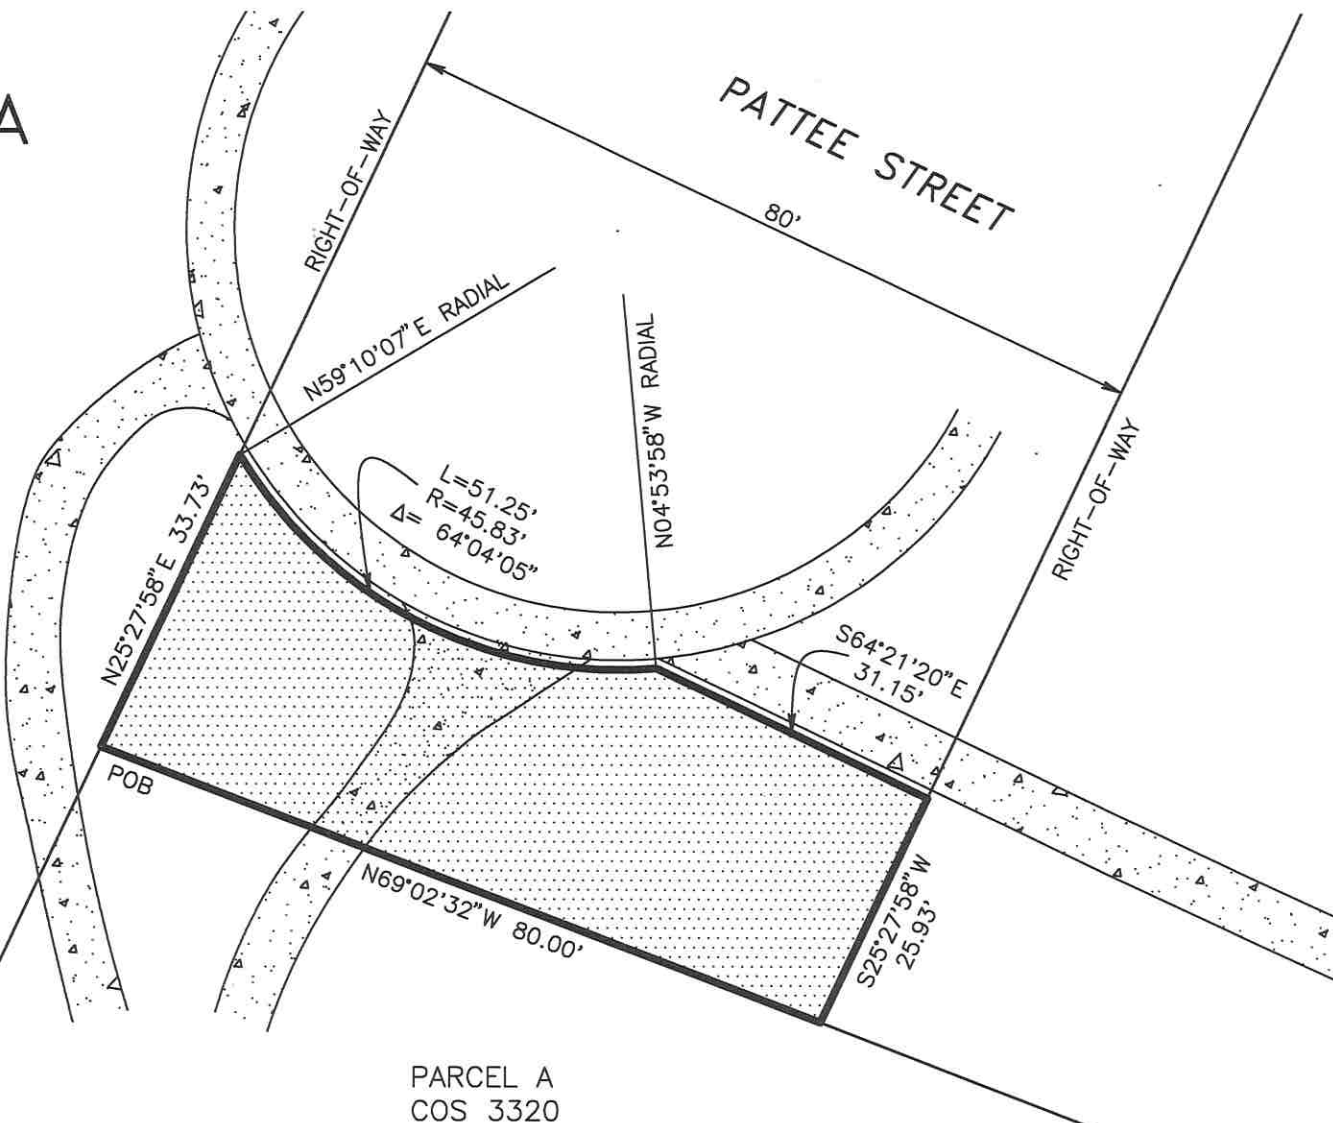 A
PATTEE STREET
80'
RIGHT-OF-WAY
N59°10'07"E RADIAL
N04°53'58"W RADIAL
RIGHT-OF-WAY
L=51.25'
R=45.83'
Δ= 64°04'05"
N25°27'58"E 33.73'
S64°21'20"E
31.15'
POB
N69°02'32"W 80.00'
S25°27'58"W
25.93'
PARCEL A
COS 3320